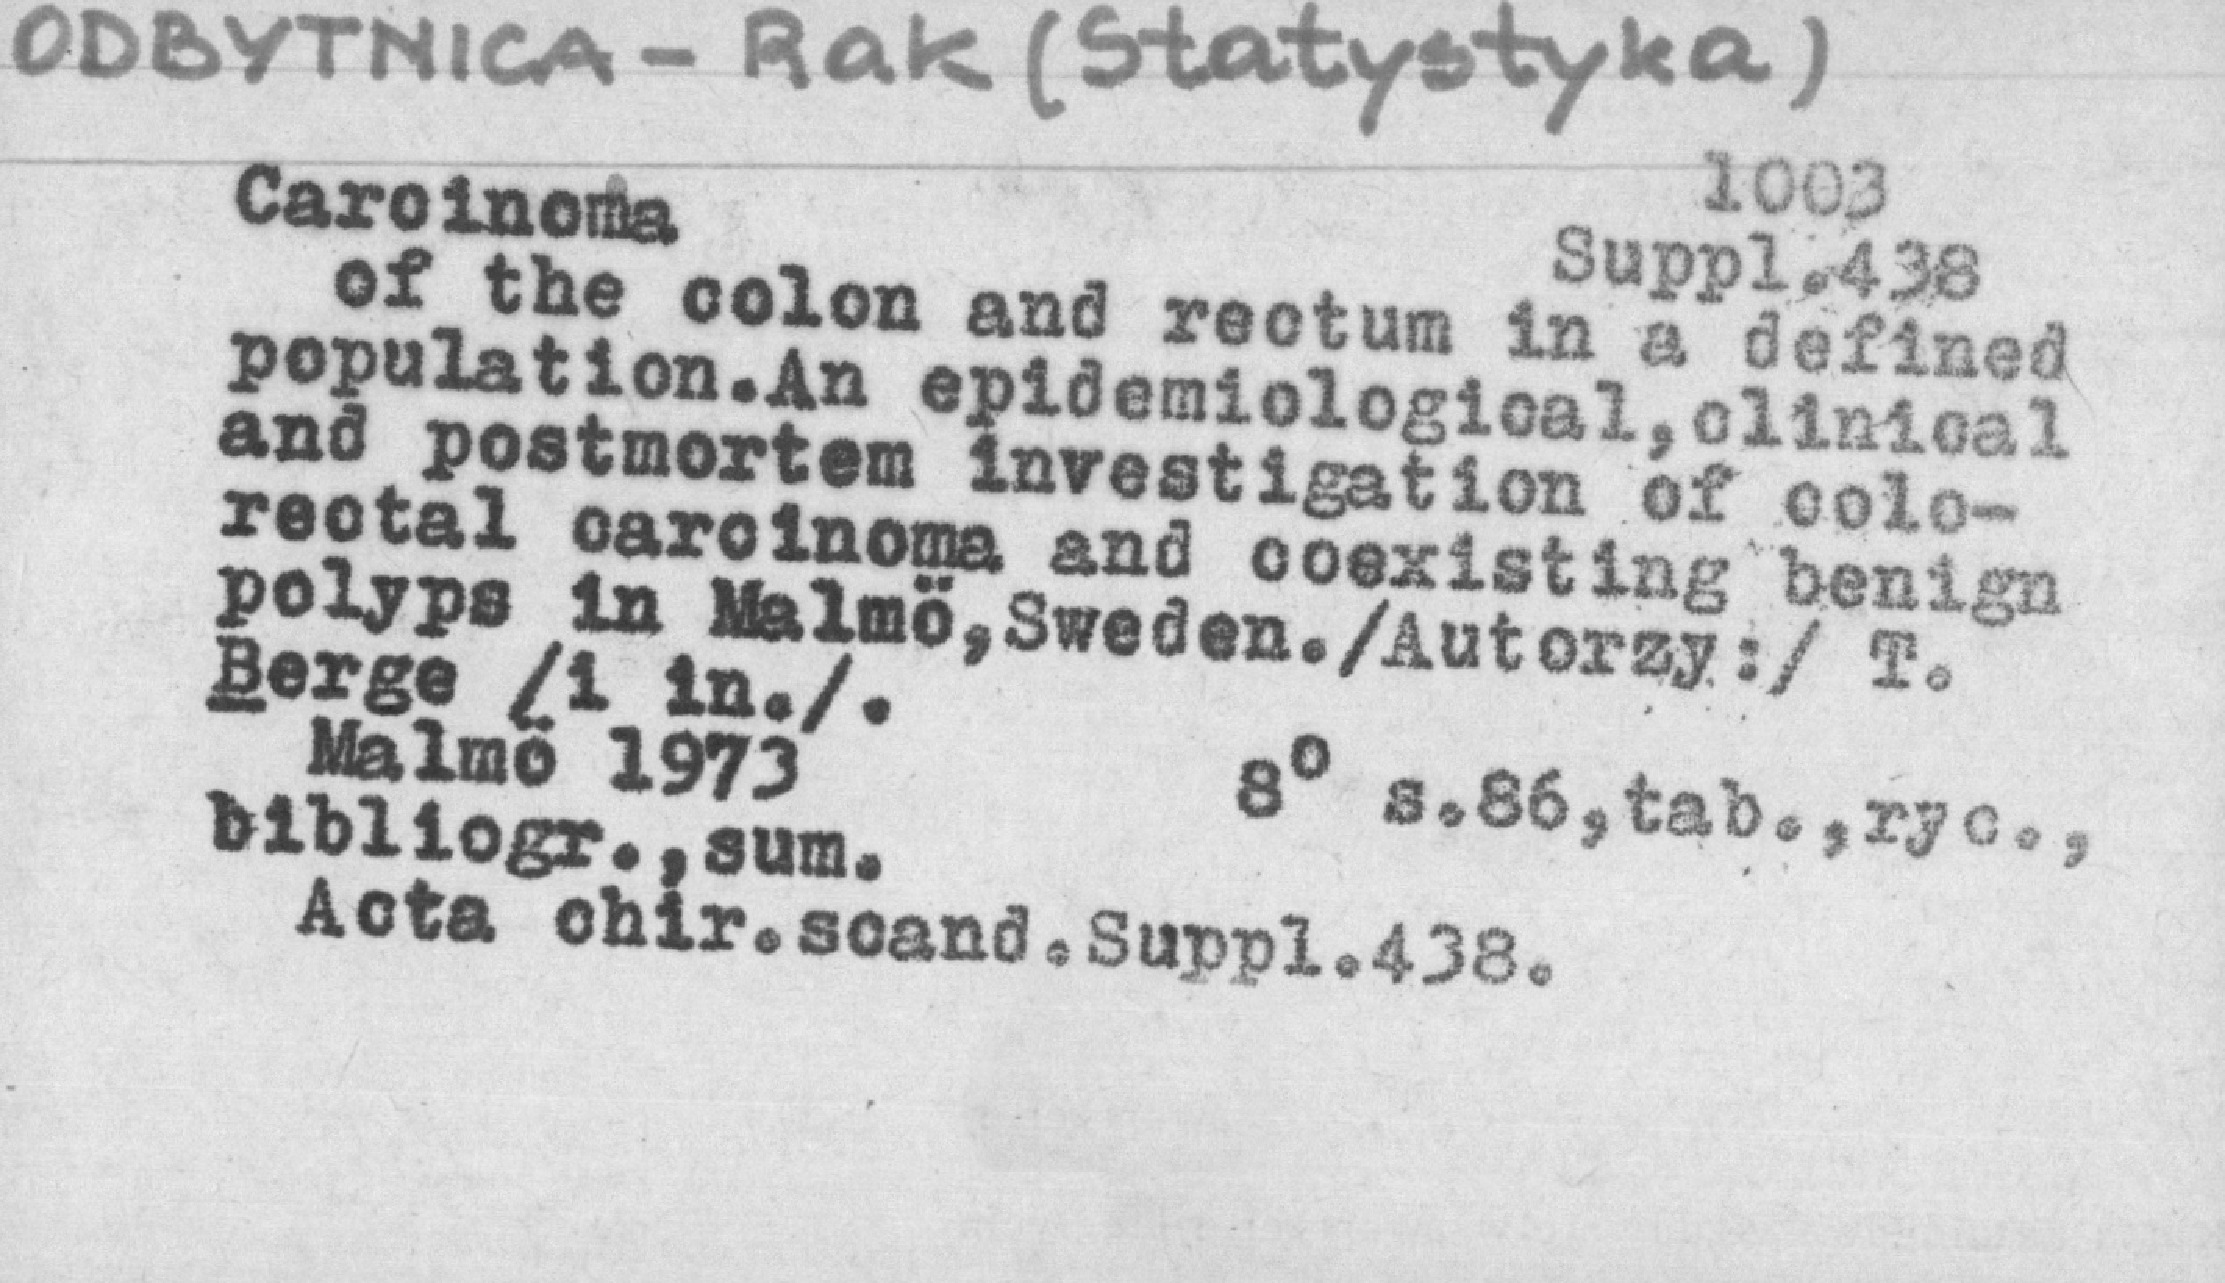 ODBYTNICA - Rak (Statystyka)
1003
Carcinoma
Suppl.438
of the colon and rectum in a defined
population.An epidemiological,clinical
and postmortem investigation of colo-
rectal carcinoma and coexisting benign
polyps in Malmö,Sweden./Autorzy:/ T.
Berge /i in./.
Malmö 1973 8° s.86,tab.,ryc.,
bibliogr.,sum.
Acta chir.scand.Suppl.438.